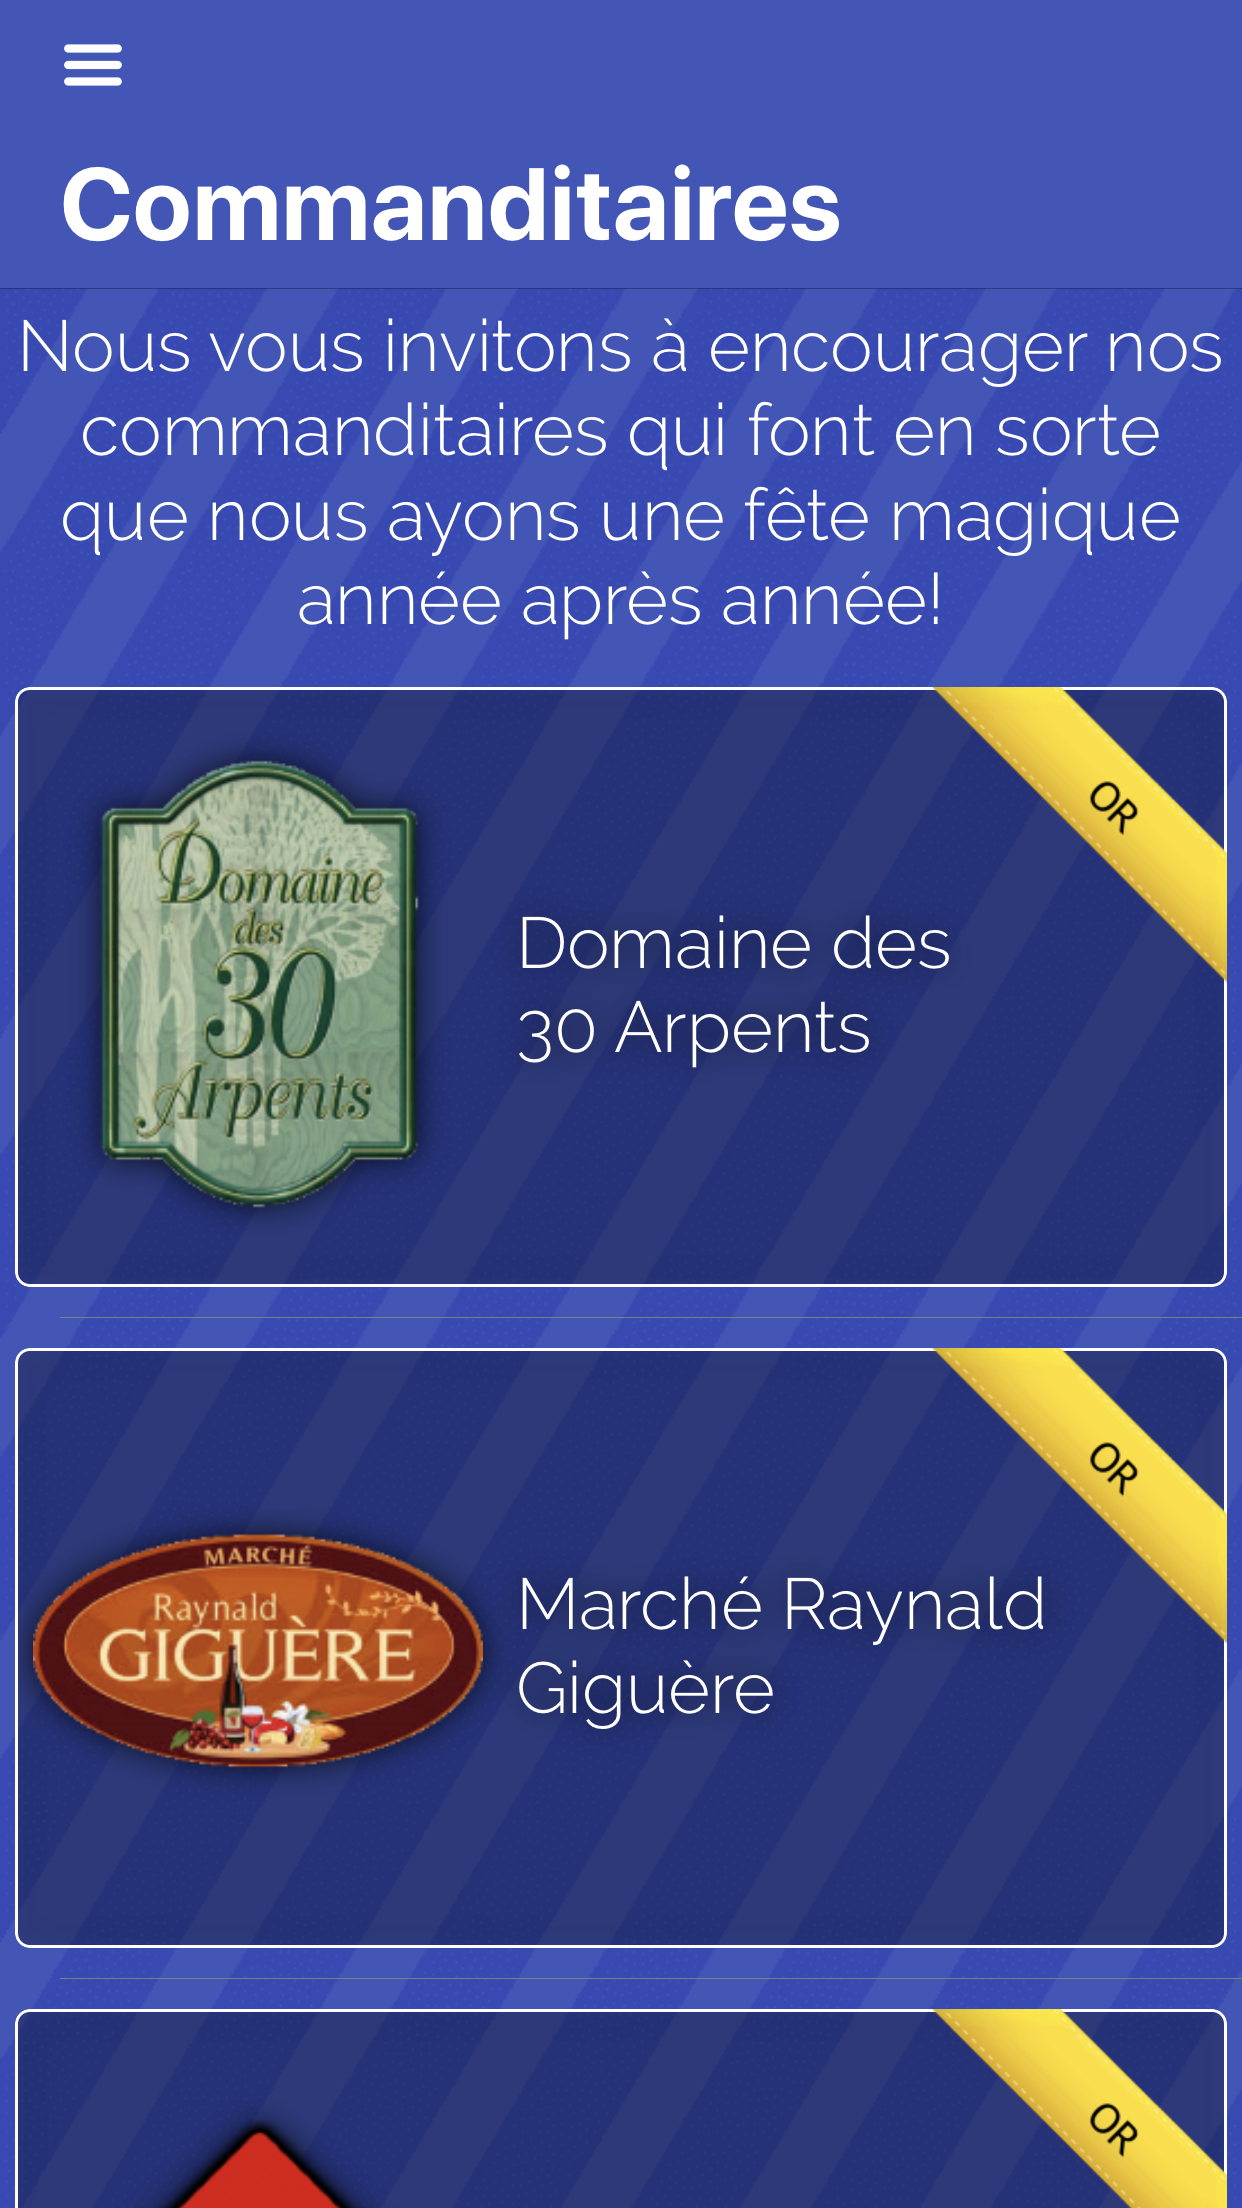 Commanditaires
Nous vous invitons à encourager nos
commanditaires qui font en sorte
que nous ayons une fête magique
année après année!
OR
Domaine
des
30
Arpents
Domaine des
30 Arpents
OR
MARCHÉ
Raynald
GIGUÈRE
Marché Raynald
Giguère
OR